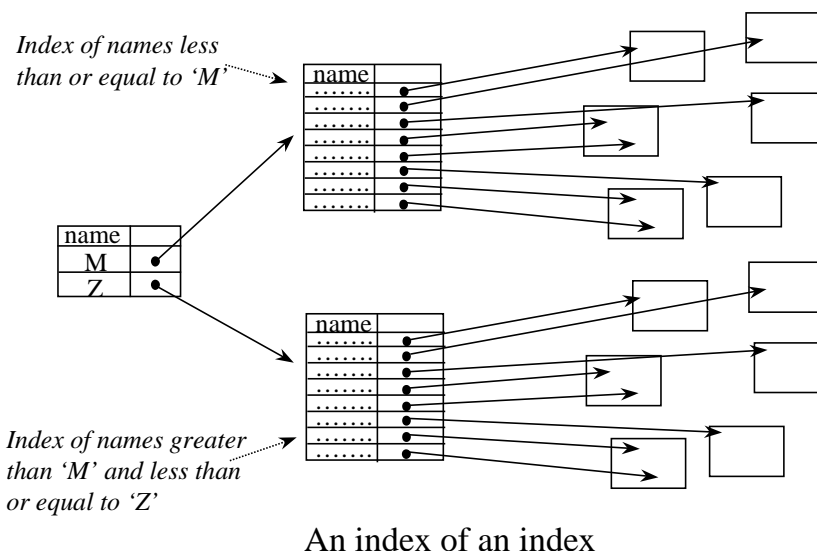 Index of names less
than or equal to ‘M’
name
.......
.......
.......
.......
.......
.......
.......
.......
name
M
Z
name
.......
.......
.......
.......
.......
.......
.......
.......
Index of names greater
than ‘M’ and less than
or equal to ‘Z’
An index of an index